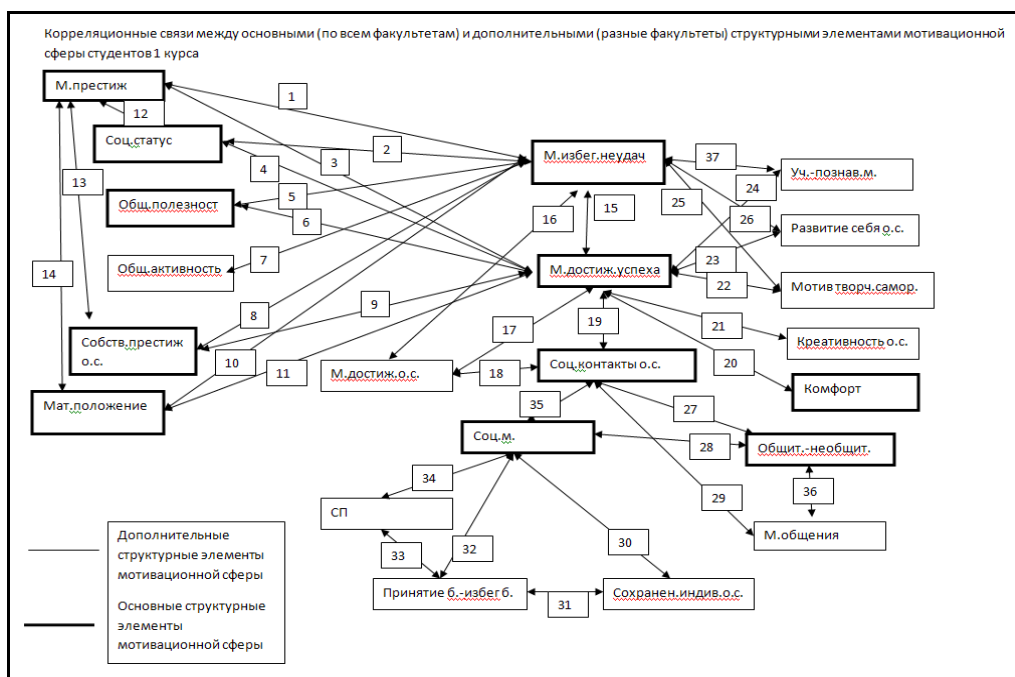 Корреляционные связи между основными (по всем факультетам) и дополнительными (разные факультеты) структурными элементами мотивационной
сферы студентов 1 курса
М.престиж
1
12
Соц.статус
2
М.избег.неудач
37
Уч.-познав.м.
4
3
13
24
5
25
Общ.полезност
15
16
26
Развитие себя о.с.
6
7
23
Общ.активность
М.достиж.успеха
14
22
Мотив творч.самор.
9
8
17
19
21
Собств.престиж
о.с.
Креативность о.с.
10
11
20
М.достиж.о.с.
18
Соц.контакты о.с.
Комфорт
Мат.положение
35
27
Соц.м.
28
Общит.-необщит.
34
36
29
СП
М.общения
33
32
30
Принятие б.-избег б.
31
Сохранен.индив.о.с.
Дополнительные
структурные элементы
мотивационной сферы
Основные структурные
элементы
мотивационной сферы